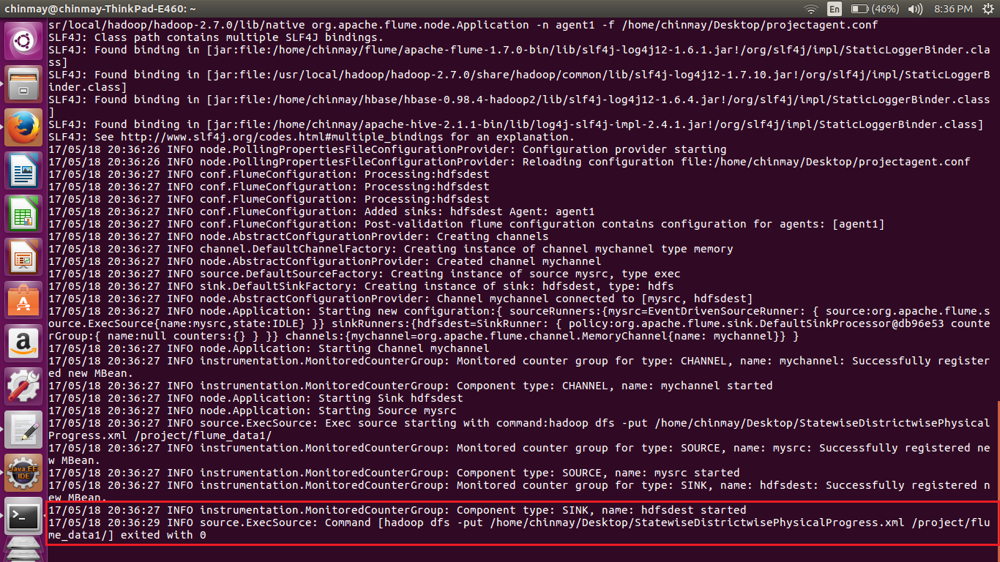 chinmay@chinmay-ThinkPad-E460: ~
En
(46%)
8:36 PM
sr/local/hadoop/hadoop-2.7.0/lib/native org.apache.flume.node.Application -n agent1 -f /home/chinmay/Desktop/projectagent.conf
SLF4J: Class path contains multiple SLF4J bindings.
SLF4J: Found binding in [jar:file:/home/chinmay/flume/apache-flume-1.7.0-bin/lib/slf4j-log4j12-1.6.1.jar!/org/slf4j/impl/StaticLoggerBinder.cla
ss]
SLF4J: Found binding in [jar:file:/usr/local/hadoop/hadoop-2.7.0/share/hadoop/common/lib/slf4j-log4j12-1.7.10.jar!/org/slf4j/impl/StaticLoggerB
inder.class]
SLF4J: Found binding in [jar:file:/home/chinmay/hbase/hbase-0.98.4-hadoop2/lib/slf4j-log4j12-1.6.4.jar!/org/slf4j/impl/StaticLoggerBinder.class
]
SLF4J: Found binding in [jar:file:/home/chinmay/apache-hive-2.1.1-bin/lib/log4j-slf4j-impl-2.4.1.jar!/org/slf4j/impl/StaticLoggerBinder.class]
SLF4J: See http://www.slf4j.org/codes.html#multiple_bindings for an explanation.
17/05/18 20:36:26 INFO node.PollingPropertiesFileConfigurationProvider: Configuration provider starting
17/05/18 20:36:26 INFO node.PollingPropertiesFileConfigurationProvider: Reloading configuration file:/home/chinmay/Desktop/projectagent.conf
17/05/18 20:36:27 INFO conf.FlumeConfiguration: Processing:hdfsdest
17/05/18 20:36:27 INFO conf.FlumeConfiguration: Processing:hdfsdest
17/05/18 20:36:27 INFO conf.FlumeConfiguration: Processing:hdfsdest
17/05/18 20:36:27 INFO conf.FlumeConfiguration: Added sinks: hdfsdest Agent: agent1
17/05/18 20:36:27 INFO conf.FlumeConfiguration: Post-validation flume configuration contains configuration for agents: [agent1]
17/05/18 20:36:27 INFO node.AbstractConfigurationProvider: Creating channels
17/05/18 20:36:27 INFO channel.DefaultChannelFactory: Creating instance of channel mychannel type memory
17/05/18 20:36:27 INFO node.AbstractConfigurationProvider: Created channel mychannel
17/05/18 20:36:27 INFO source.DefaultSourceFactory: Creating instance of source mysrc, type exec
17/05/18 20:36:27 INFO sink.DefaultSinkFactory: Creating instance of sink: hdfsdest, type: hdfs
17/05/18 20:36:27 INFO node.AbstractConfigurationProvider: Channel mychannel connected to [mysrc, hdfsdest]
17/05/18 20:36:27 INFO node.Application: Starting new configuration:{ sourceRunners:{mysrc=EventDrivenSourceRunner: { source:org.apache.flume.s
ource.ExecSource{name:mysrc,state:IDLE} }} sinkRunners:{hdfsdest=SinkRunner: { policy:org.apache.flume.sink.DefaultSinkProcessor@db96e53 counte
rGroup:{ name:null counters:{} } }} channels:{mychannel=org.apache.flume.channel.MemoryChannel{name: mychannel}} }
17/05/18 20:36:27 INFO node.Application: Starting Channel mychannel
17/05/18 20:36:27 INFO instrumentation.MonitoredCounterGroup: Monitored counter group for type: CHANNEL, name: mychannel: Successfully register
ed new MBean.
17/05/18 20:36:27 INFO instrumentation.MonitoredCounterGroup: Component type: CHANNEL, name: mychannel started
17/05/18 20:36:27 INFO node.Application: Starting Sink hdfsdest
17/05/18 20:36:27 INFO node.Application: Starting Source mysrc
17/05/18 20:36:27 INFO source.ExecSource: Exec source starting with command:hadoop dfs -put /home/chinmay/Desktop/StatewiseDistrictwisePhysical
Progress.xml /project/flume_data1/
17/05/18 20:36:27 INFO instrumentation.MonitoredCounterGroup: Monitored counter group for type: SOURCE, name: mysrc: Successfully registered ne
w MBean.
17/05/18 20:36:27 INFO instrumentation.MonitoredCounterGroup: Component type: SOURCE, name: mysrc started
17/05/18 20:36:27 INFO instrumentation.MonitoredCounterGroup: Monitored counter group for type: SINK, name: hdfsdest: Successfully registered n
ew MBean.
17/05/18 20:36:27 INFO instrumentation.MonitoredCounterGroup: Component type: SINK, name: hdfsdest started
17/05/18 20:36:29 INFO source.ExecSource: Command [hadoop dfs -put /home/chinmay/Desktop/StatewiseDistrictwisePhysicalProgress.xml /project/flu
me_data1/] exited with 0
Java EE
IDE